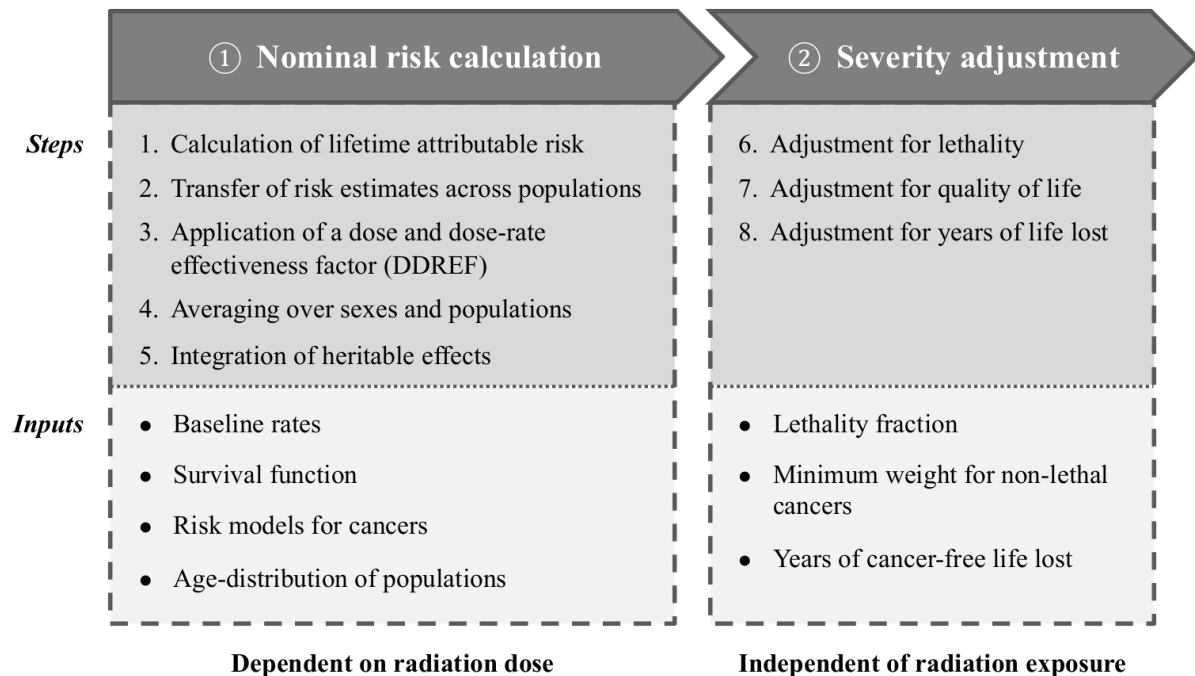 ① Nominal risk calculation
② Severity adjustment
Steps
1. Calculation of lifetime attributable risk
2. Transfer of risk estimates across populations
3. Application of a dose and dose-rate
effectiveness factor (DDREF)
4. Averaging over sexes and populations
5. Integration of heritable effects
6. Adjustment for lethality
7. Adjustment for quality of life
8. Adjustment for years of life lost
Inputs
● Baseline rates
● Survival function
● Risk models for cancers
● Age-distribution of populations
● Lethality fraction
● Minimum weight for non-lethal
cancers
● Years of cancer-free life lost
Dependent on radiation dose
Independent of radiation exposure